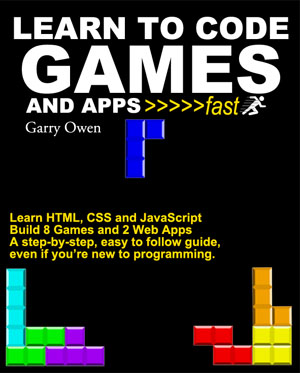 LEARN TO CODE
GAMES
AND APPS >>>>>fast
Garry Owen
Learn HTML, CSS and JavaScript
Build 8 Games and 2 Web Apps
A step-by-step, easy to follow guide,
even if you're new to programming.